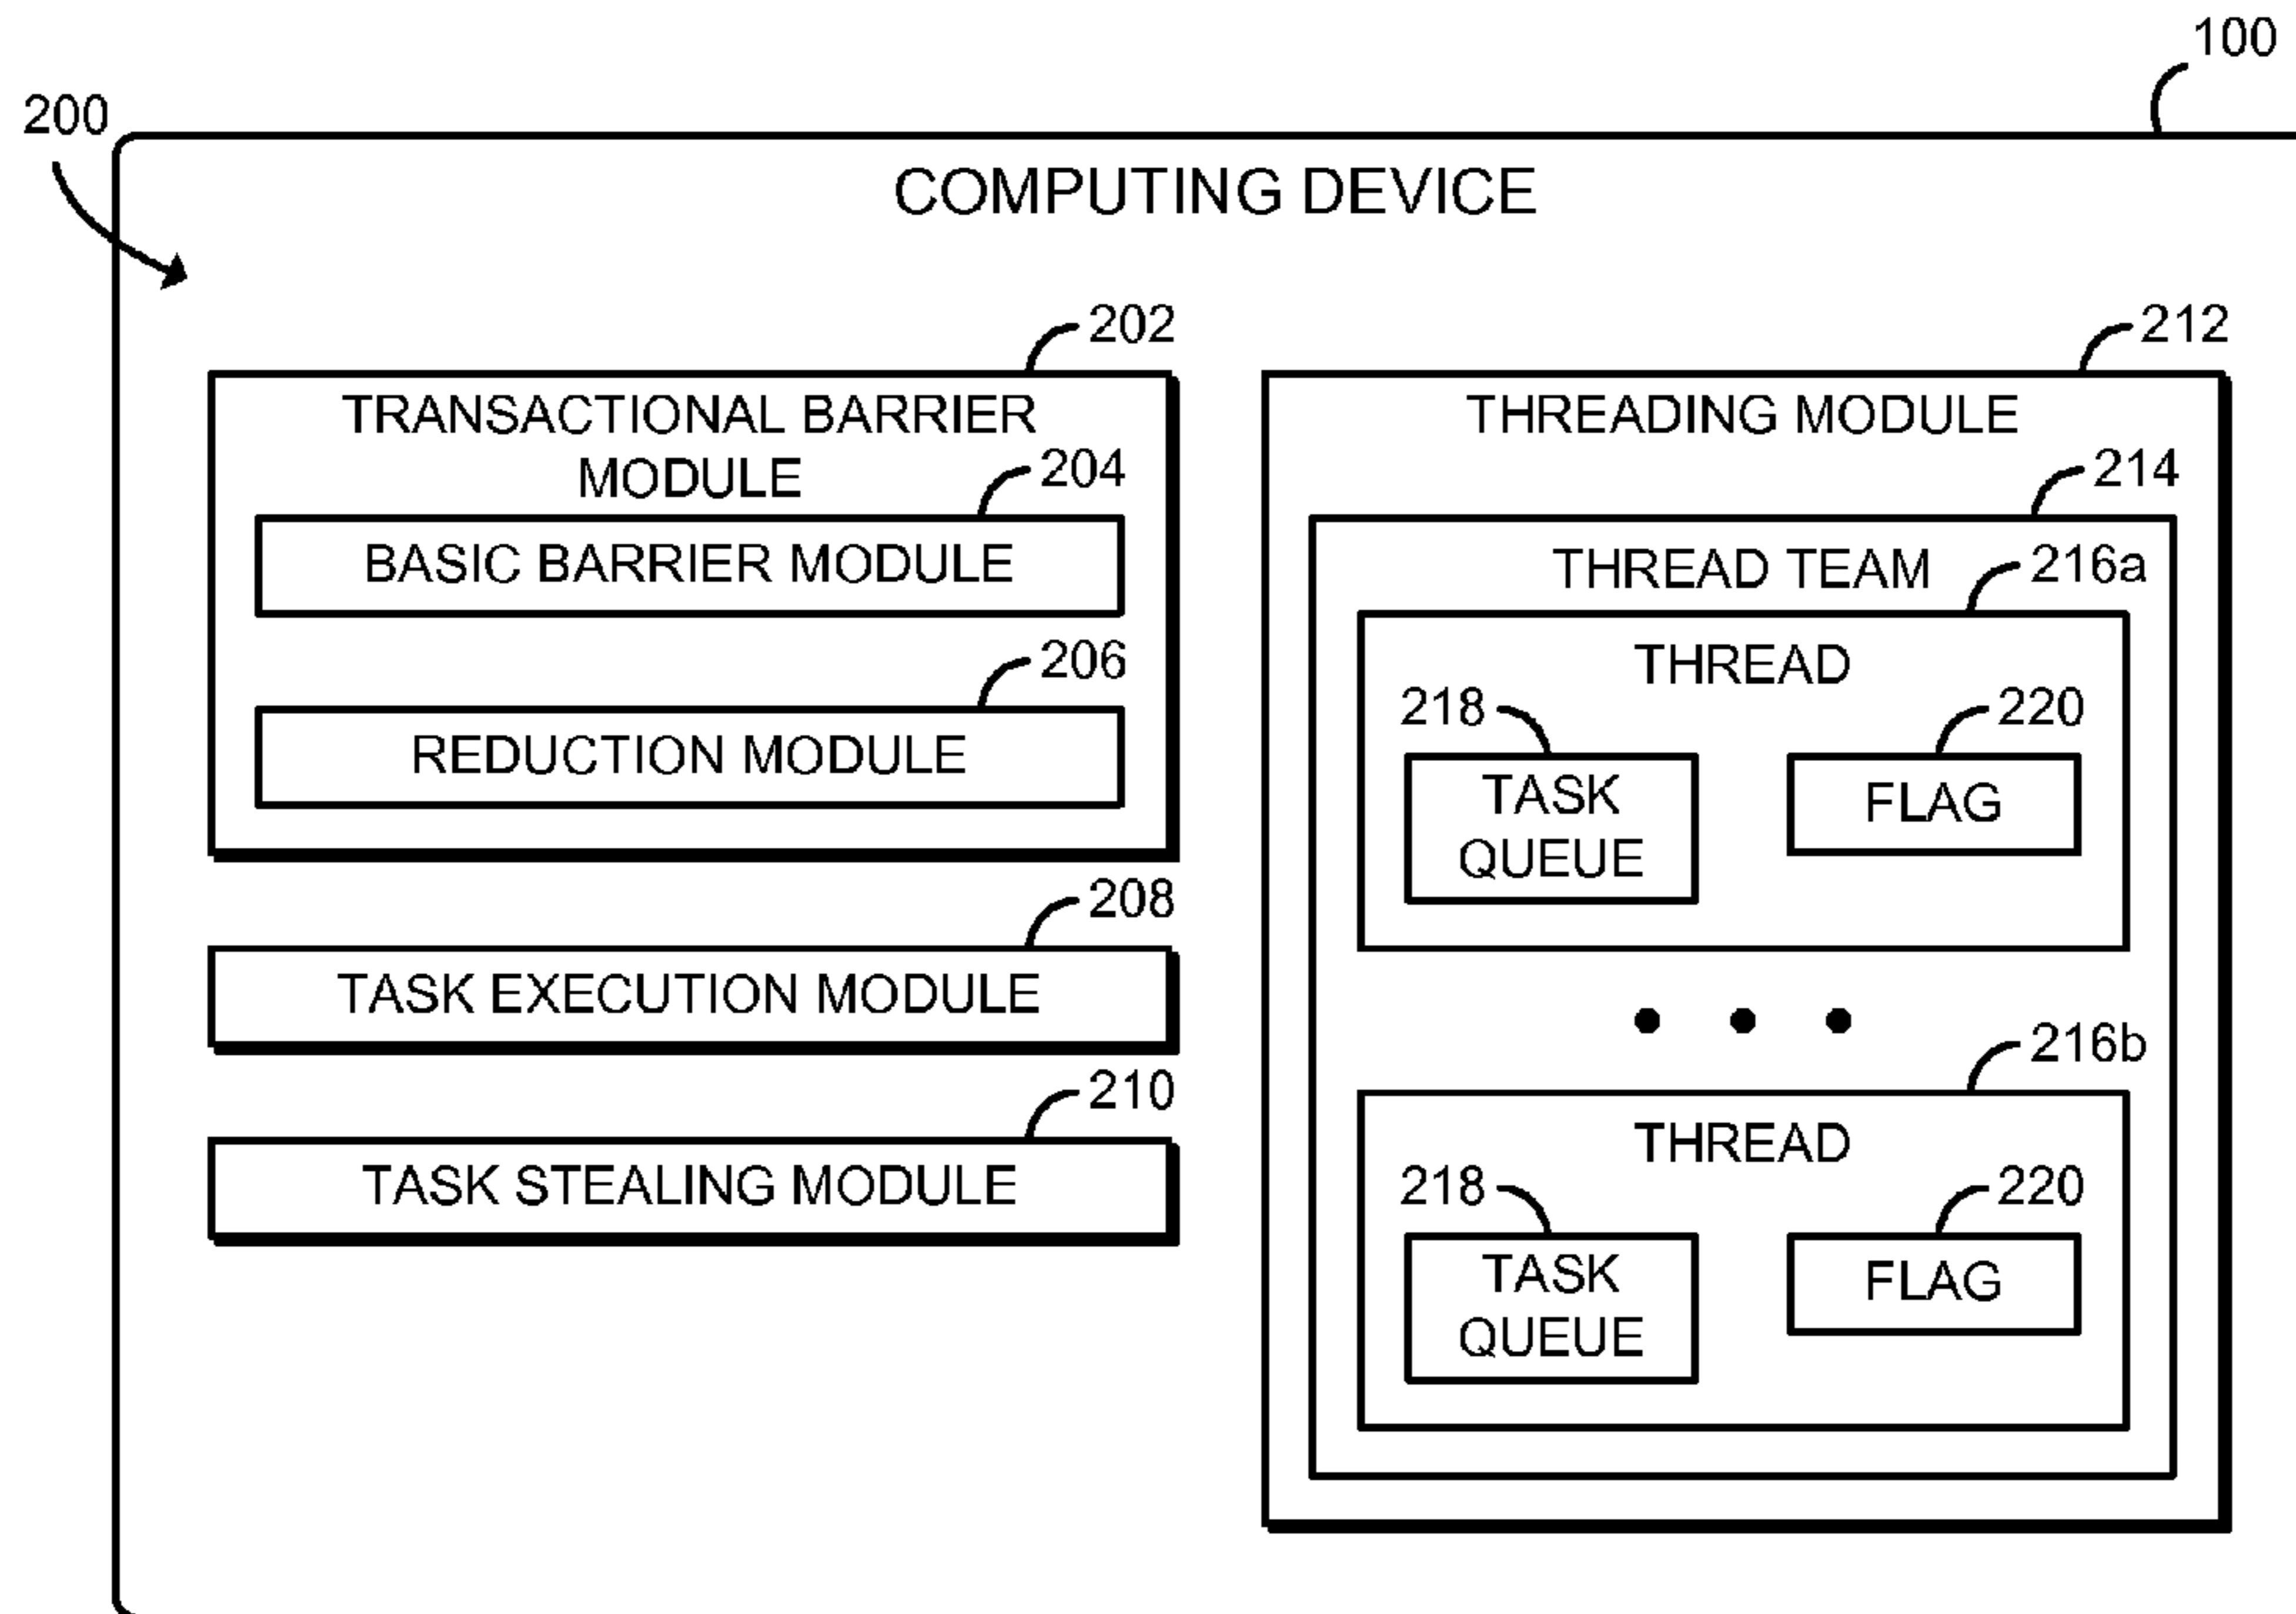 100
200
COMPUTING DEVICE
202
TRANSACTIONAL BARRIER
MODULE
204
BASIC BARRIER MODULE
206
REDUCTION MODULE
208
TASK EXECUTION MODULE
210
TASK STEALING MODULE
212
THREADING MODULE
214
THREAD TEAM
216a
THREAD
218
TASK
QUEUE
220
FLAG
216b
THREAD
218
TASK
QUEUE
220
FLAG